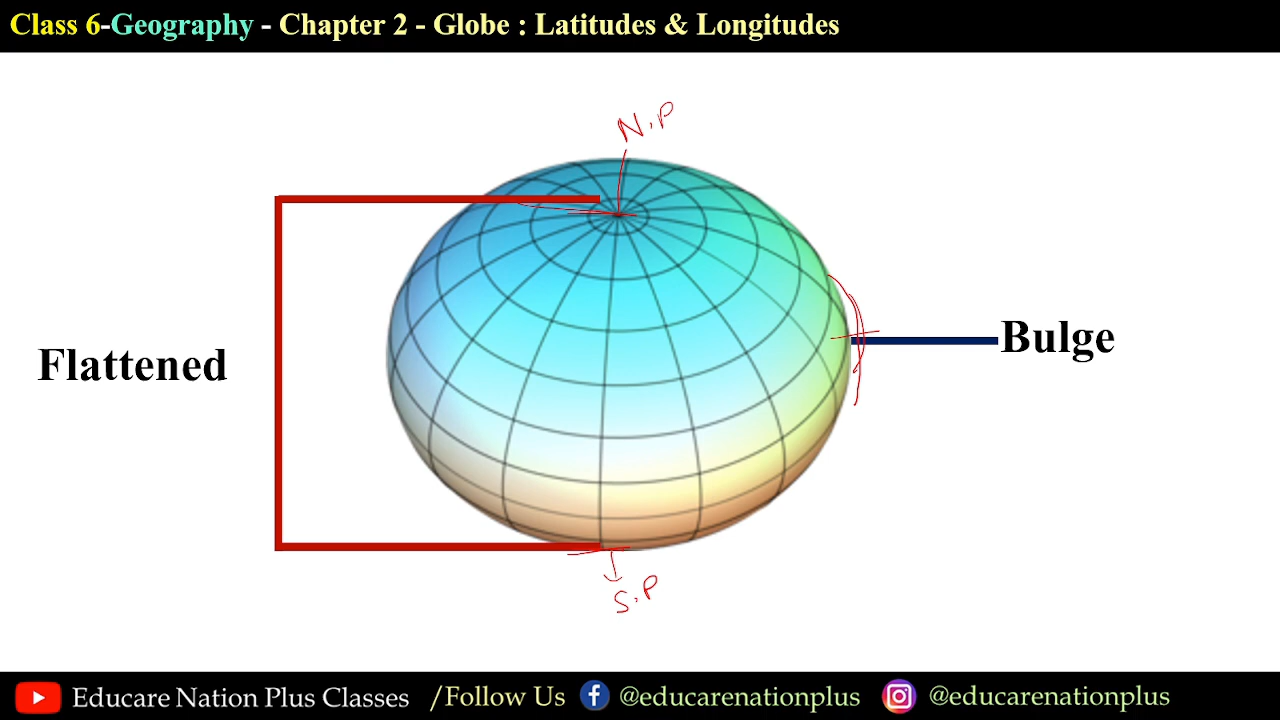 Class 6-Geography - Chapter 2 - Globe : Latitudes & Longitudes
N.P
Flattened
Bulge
S.P
Educare Nation Plus Classes /Follow Us @educarenationplus @educarenationplus